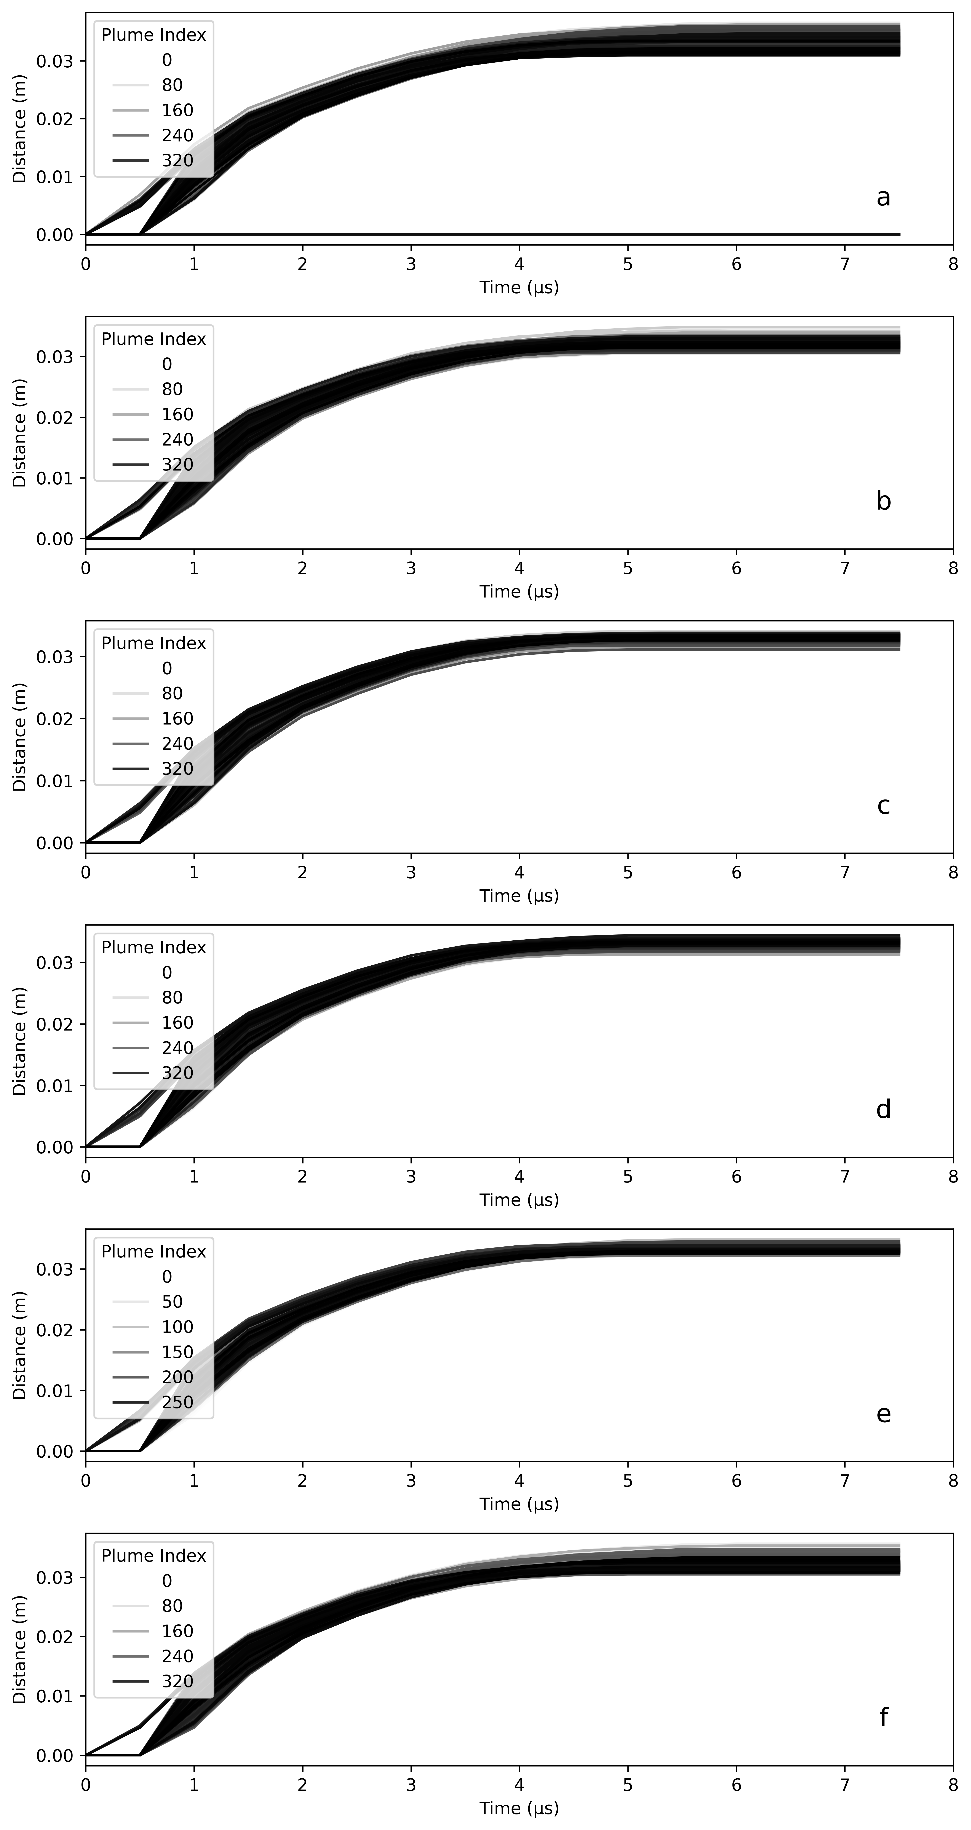 Plume Index
0
80
160
240
320
Distance (m)
0.03
0.02
0.01
0.00
a
0 1 2 3 4 5 6 7 8
Time (µs)
Plume Index
0
80
160
240
320
Distance (m)
0.03
0.02
0.01
0.00
b
0 1 2 3 4 5 6 7 8
Time (µs)
Plume Index
0
80
160
240
320
Distance (m)
0.03
0.02
0.01
0.00
c
0 1 2 3 4 5 6 7 8
Time (µs)
Plume Index
0
80
160
240
320
Distance (m)
0.03
0.02
0.01
0.00
d
0 1 2 3 4 5 6 7 8
Time (µs)
Plume Index
0
50
100
150
200
250
Distance (m)
0.03
0.02
0.01
0.00
e
0 1 2 3 4 5 6 7 8
Time (µs)
Plume Index
0
80
160
240
320
Distance (m)
0.03
0.02
0.01
0.00
f
0 1 2 3 4 5 6 7 8
Time (µs)